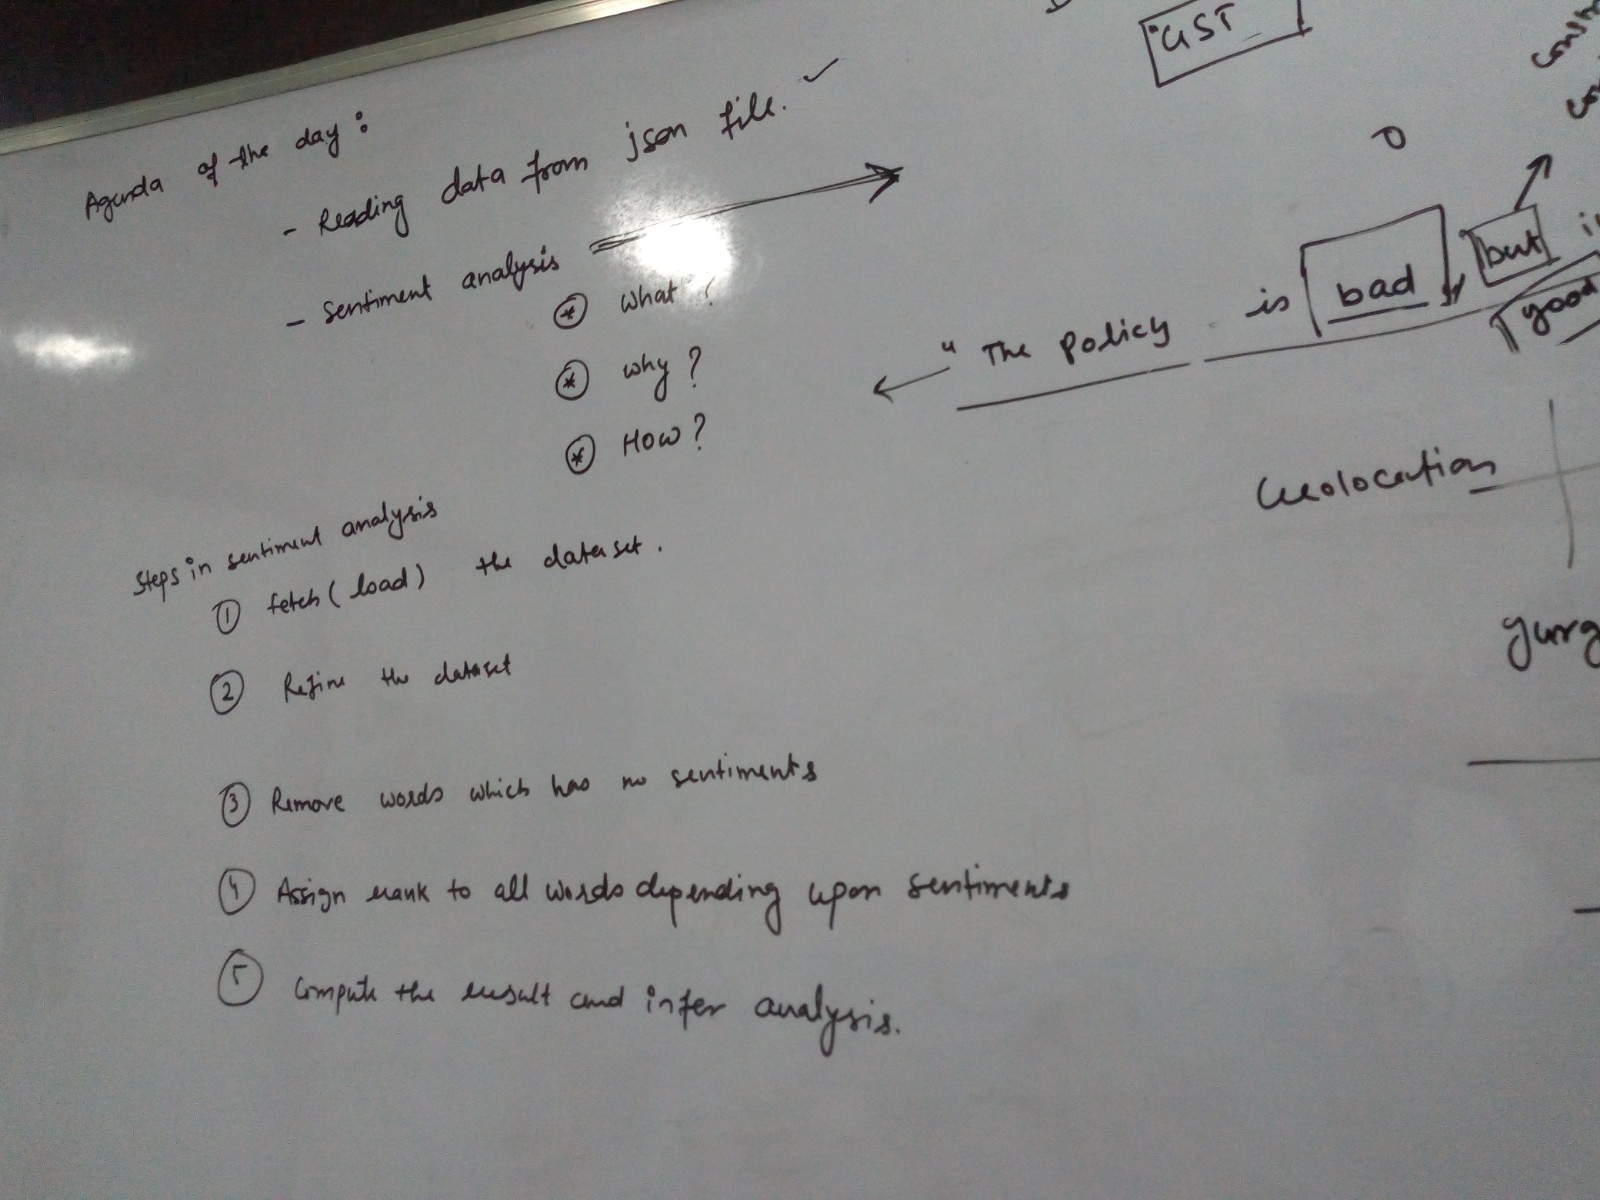 Agenda of the day :
- Reading data from json file. ✓
- Sentiment analysis
* What ?
* why ?
* How ?
Steps in sentiment analysis
1 fetch ( load ) the dataset .
2 Refine the dataset
3 Remove words which has no sentiments
4 Assign rank to all words depending upon sentiments
5 Compute the result and infer analysis.
GST
" The policy is bad but
good
Geolocation